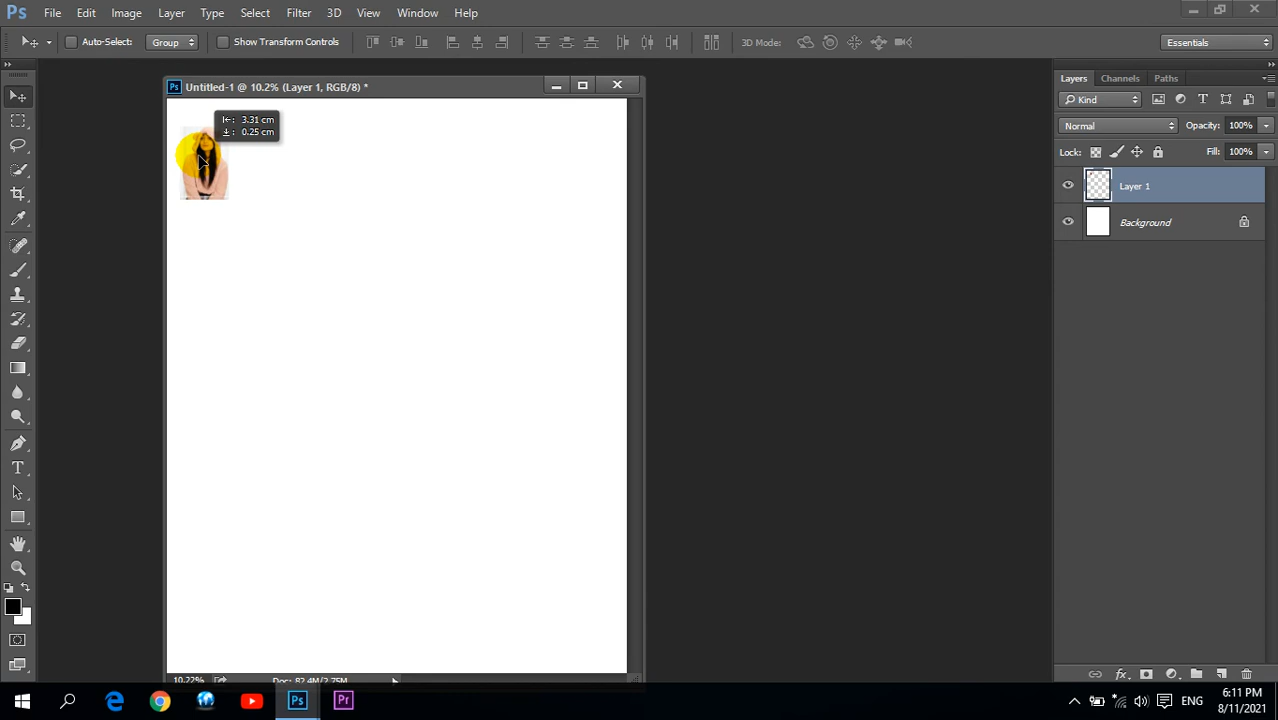 Ps File Edit Image Layer Type Select Filter 3D View Window Help
Auto-Select: Group Show Transform Controls 3D Mode: Essentials
Ps Untitled-1 @ 10.2% (Layer 1, RGB/8) *
Layers Channels Paths
Kind
Normal Opacity: 100%
Lock: Fill: 100%
3.31 cm
0.25 cm
Layer 1
Background
10.22% Doc: 82.4M/2.75M
Ps Pr ENG 6:11 PM
8/11/2021